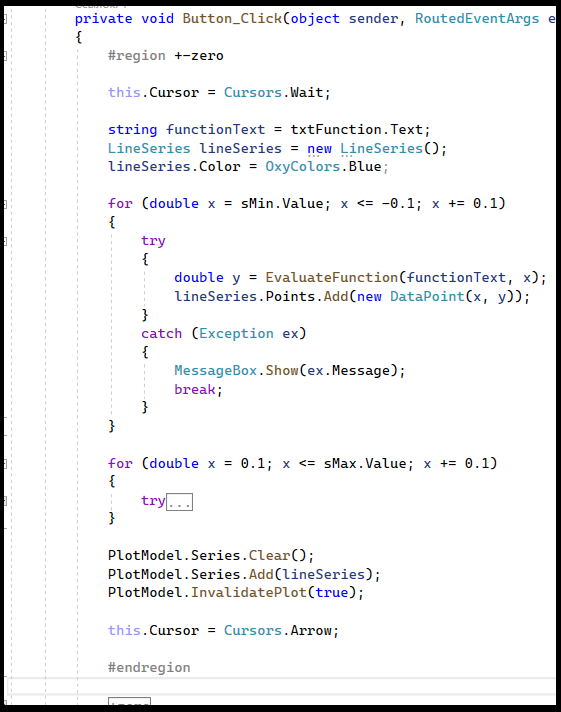 private void Button_Click(object sender, RoutedEventArgs e
{
#region +-zero
this.Cursor = Cursors.Wait;
string functionText = txtFunction.Text;
LineSeries lineSeries = new LineSeries();
lineSeries.Color = OxyColors.Blue;
for (double x = sMin.Value; x <= -0.1; x += 0.1)
{
try
{
double y = EvaluateFunction(functionText, x);
lineSeries.Points.Add(new DataPoint(x, y));
}
catch (Exception ex)
{
MessageBox.Show(ex.Message);
break;
}
}
for (double x = 0.1; x <= sMax.Value; x += 0.1)
{
try...
}
PlotModel.Series.Clear();
PlotModel.Series.Add(lineSeries);
PlotModel.InvalidatePlot(true);
this.Cursor = Cursors.Arrow;
#endregion